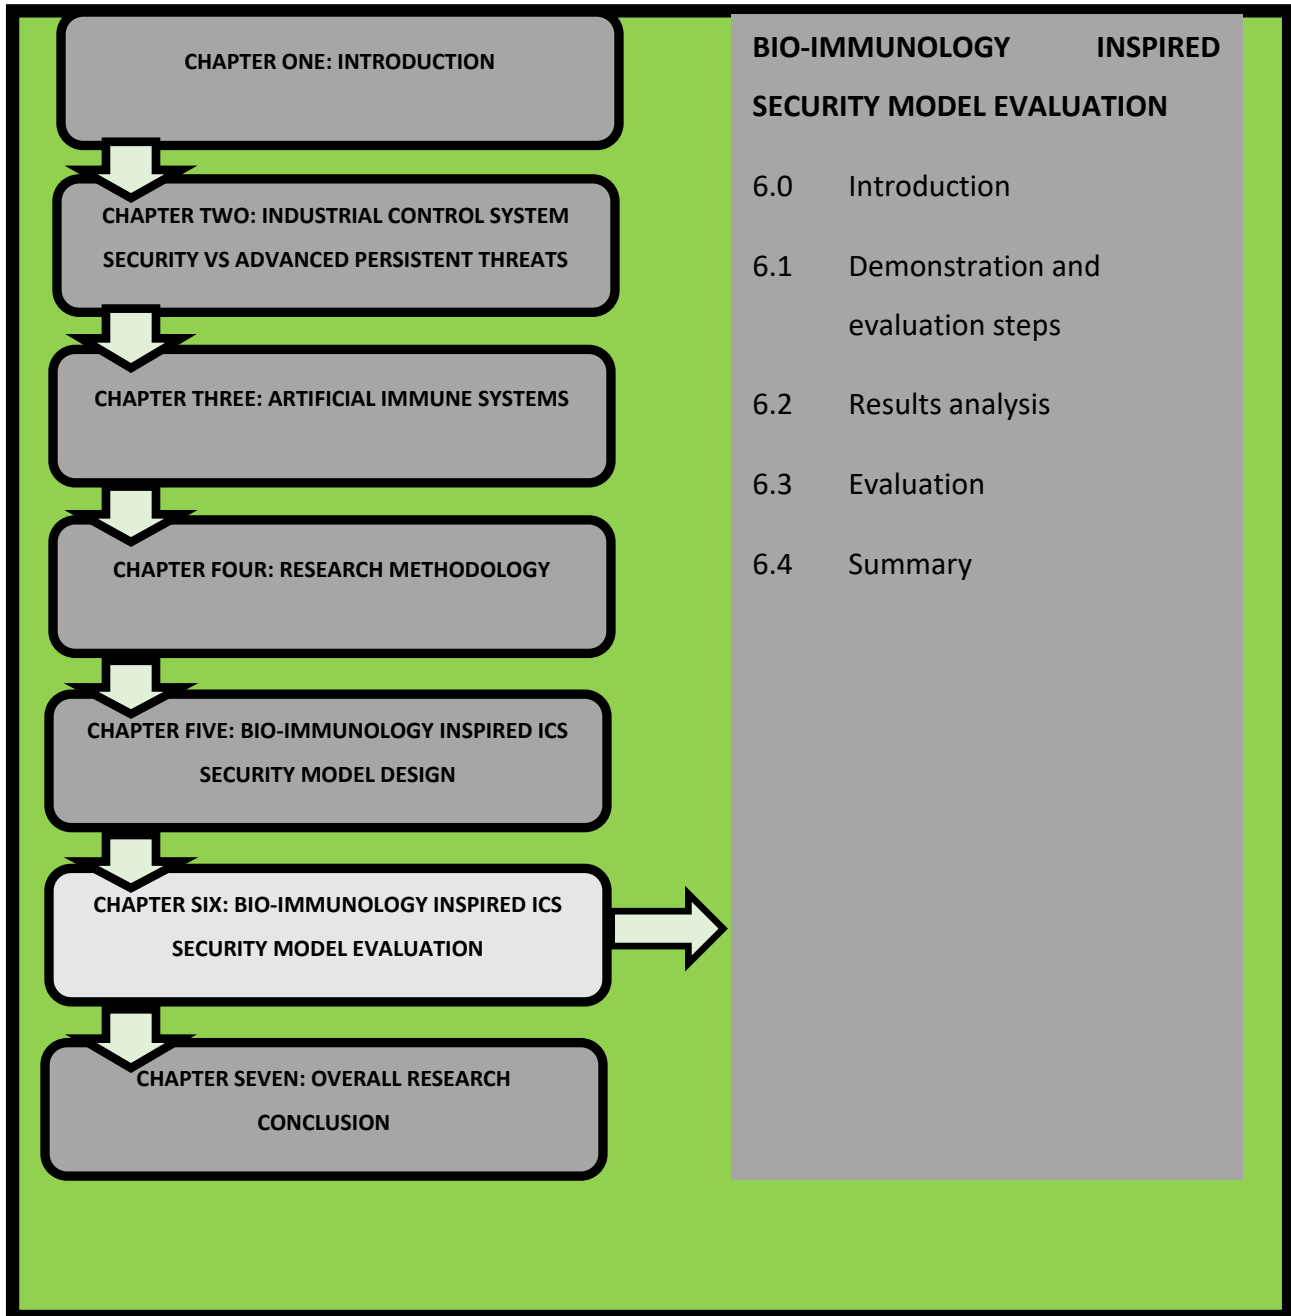 CHAPTER ONE: INTRODUCTION
CHAPTER TWO: INDUSTRIAL CONTROL SYSTEM
SECURITY VS ADVANCED PERSISTENT THREATS
CHAPTER THREE: ARTIFICIAL IMMUNE SYSTEMS
CHAPTER FOUR: RESEARCH METHODOLOGY
CHAPTER FIVE: BIO-IMMUNOLOGY INSPIRED ICS
SECURITY MODEL DESIGN
CHAPTER SIX: BIO-IMMUNOLOGY INSPIRED ICS
SECURITY MODEL EVALUATION
CHAPTER SEVEN: OVERALL RESEARCH
CONCLUSION
BIO-IMMUNOLOGY INSPIRED
SECURITY MODEL EVALUATION
6.0 Introduction
6.1 Demonstration and
evaluation steps
6.2 Results analysis
6.3 Evaluation
6.4 Summary